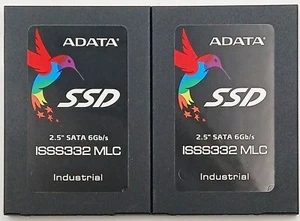 ADATA
SSD
2.5" SATA 6Gb/s
ISSS332 MLC
Industrial
ADATA
SSD
2.5" SATA 6Gb/s
ISSS332 MLC
Industrial